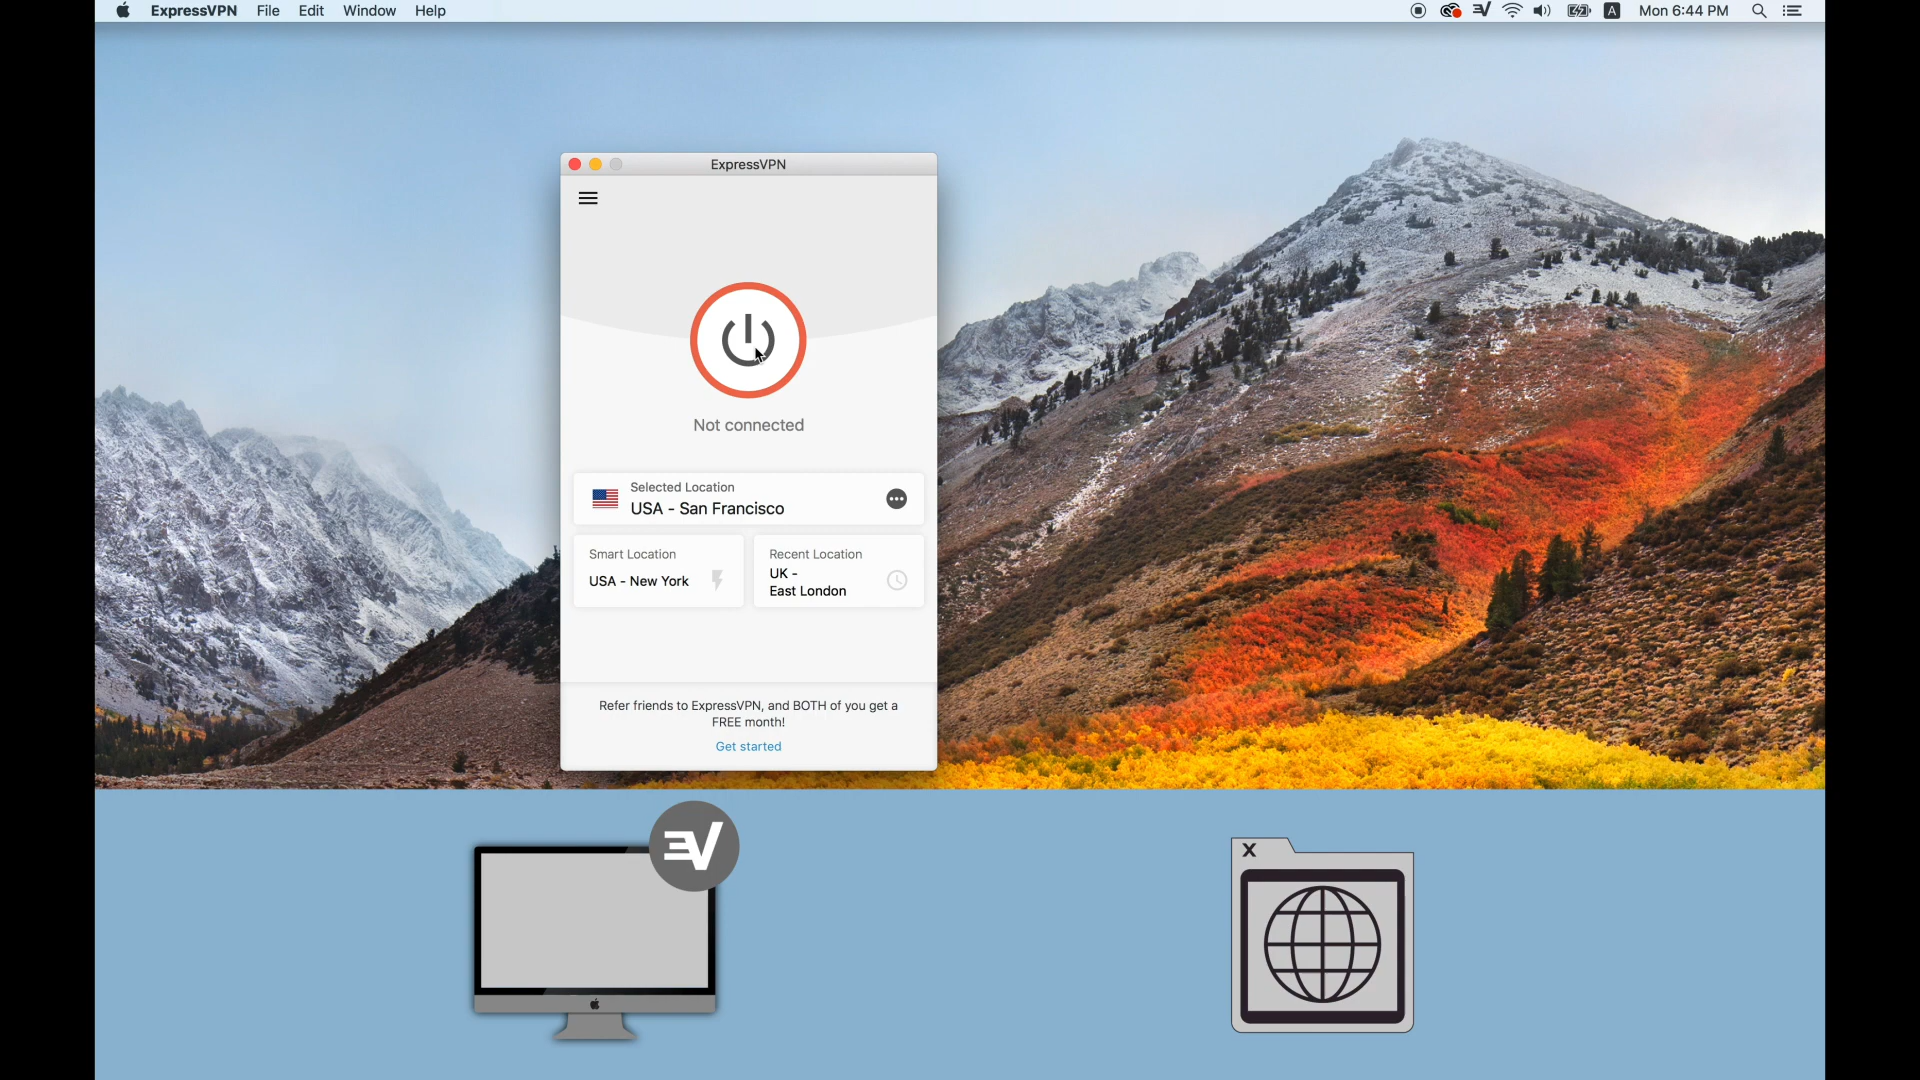 ExpressVPN File Edit Window Help
A Mon 6:44 PM
ExpressVPN
Not connected
Selected Location
USA - San Francisco
Smart Location
USA - New York
Recent Location
UK -
East London
Refer friends to ExpressVPN, and BOTH of you get a
FREE month!
Get started
X